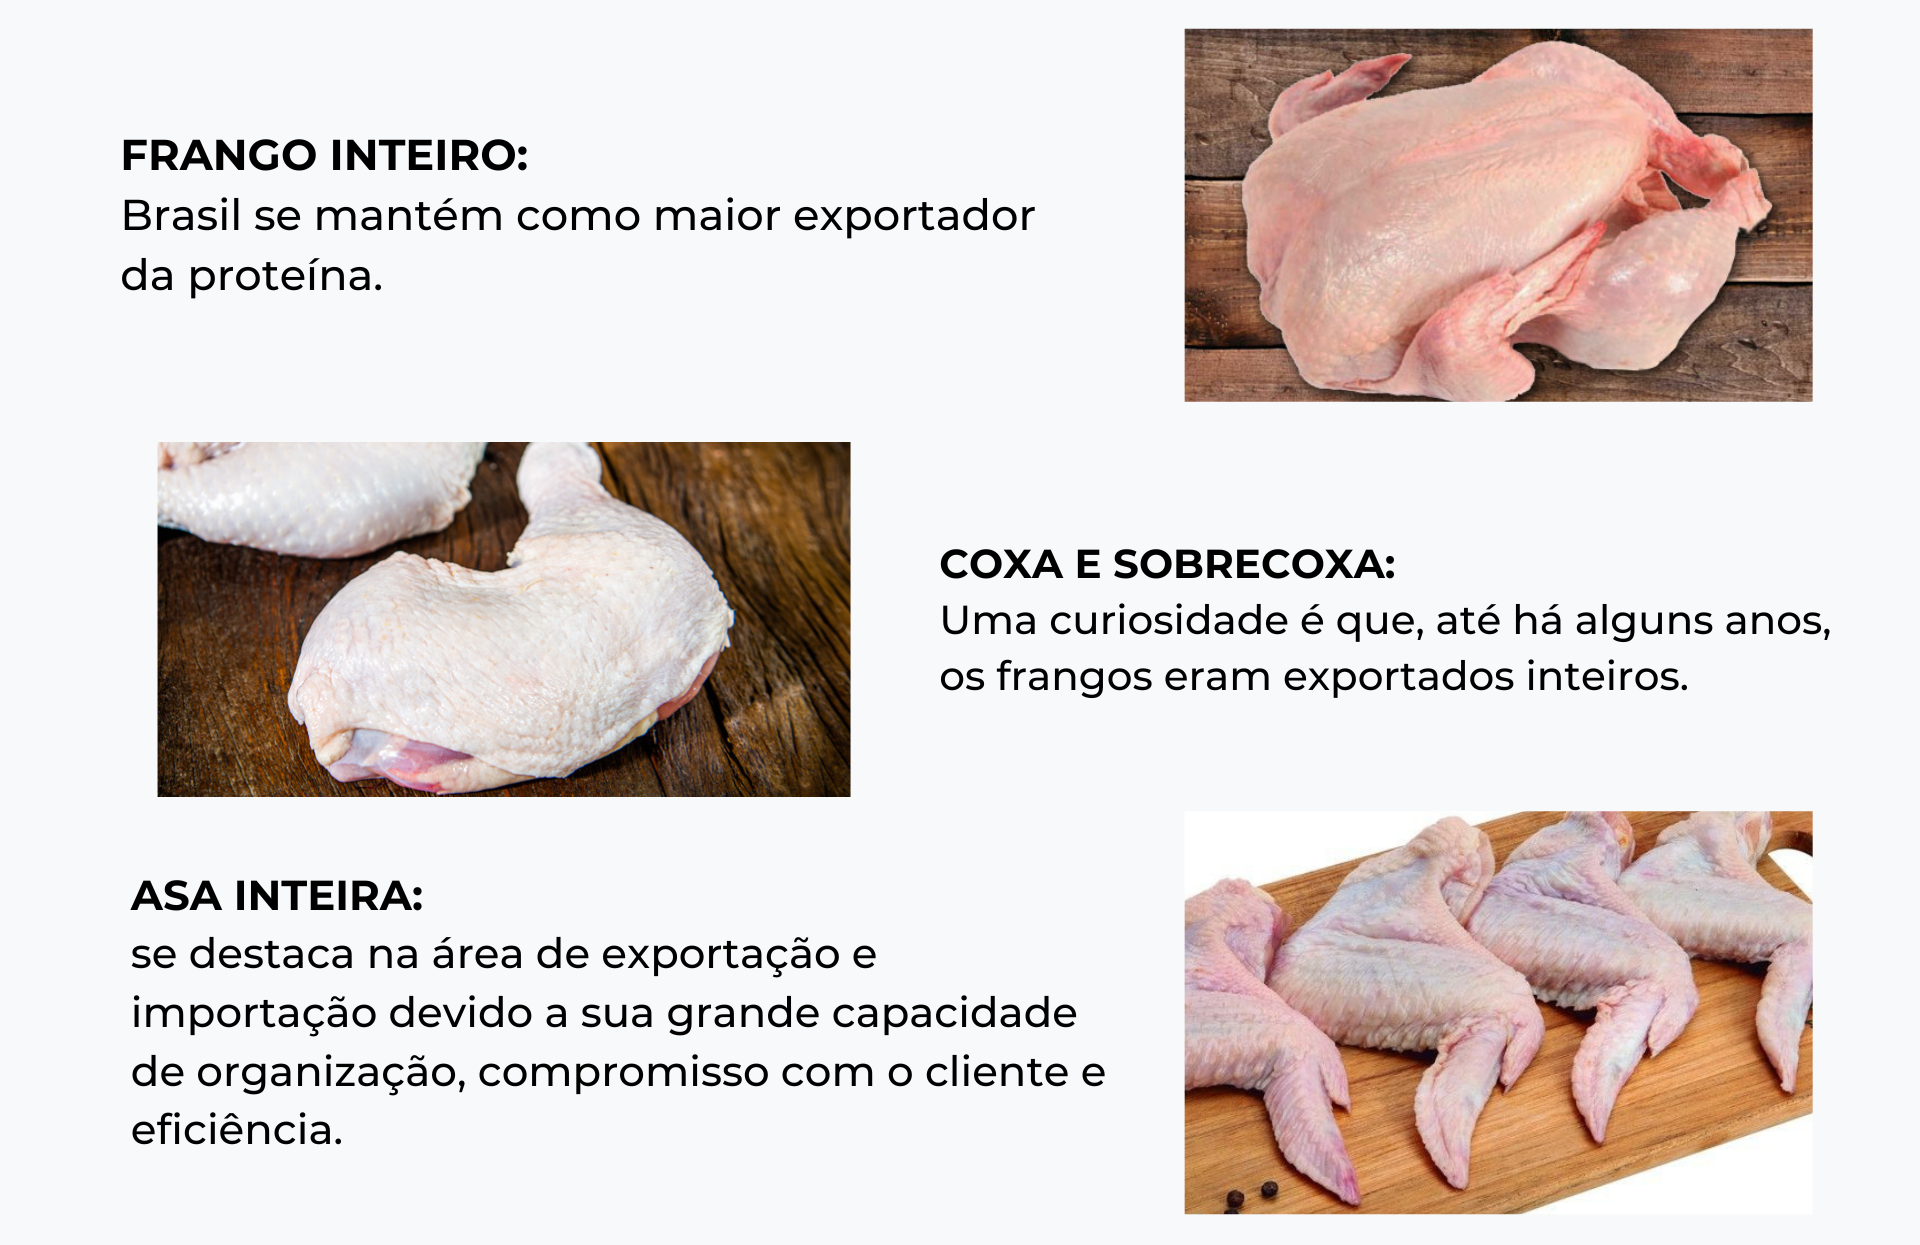 FRANGO INTEIRO:
Brasil se mantém como maior exportador
da proteína.
COXA E SOBRECOXA:
Uma curiosidade é que, até há alguns anos,
os frangos eram exportados inteiros.
ASA INTEIRA:
se destaca na área de exportação e
importação devido a sua grande capacidade
de organização, compromisso com o cliente e
eficiência.